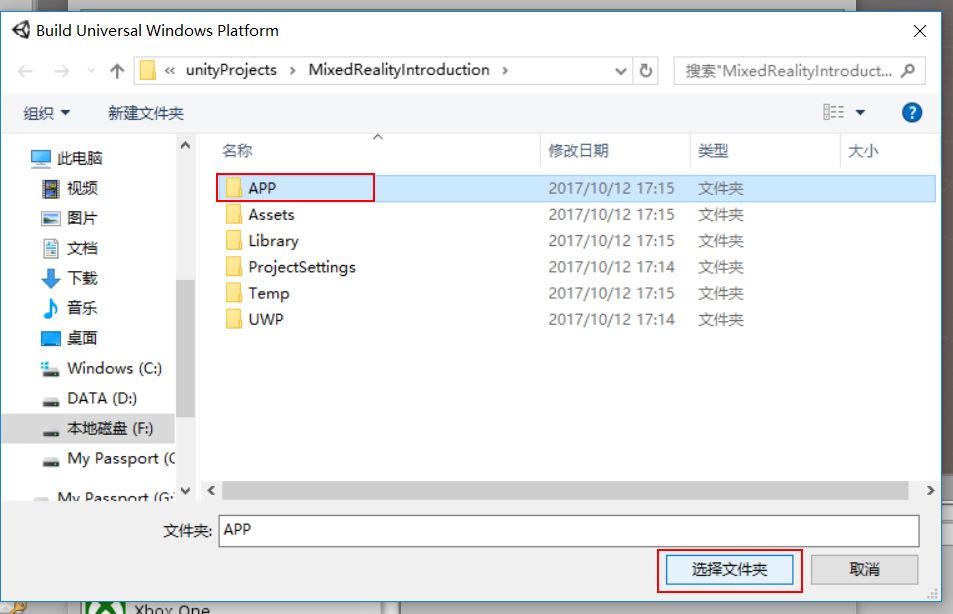 Build Universal Windows Platform
« unityProjects > MixedRealityIntroduction >
搜索"MixedRealityIntroduct...
组织
新建文件夹
?
名称 修改日期 类型 大小
此电脑
视频
图片
文档
下载
音乐
桌面
Windows (C:)
DATA (D:)
本地磁盘 (F:)
My Passport (
My Passport (G:
APP 2017/10/12 17:15 文件夹
Assets 2017/10/12 17:15 文件夹
Library 2017/10/12 17:15 文件夹
ProjectSettings 2017/10/12 17:14 文件夹
Temp 2017/10/12 17:15 文件夹
UWP 2017/10/12 17:14 文件夹
文件夹: APP
选择文件夹 取消
Xbox One